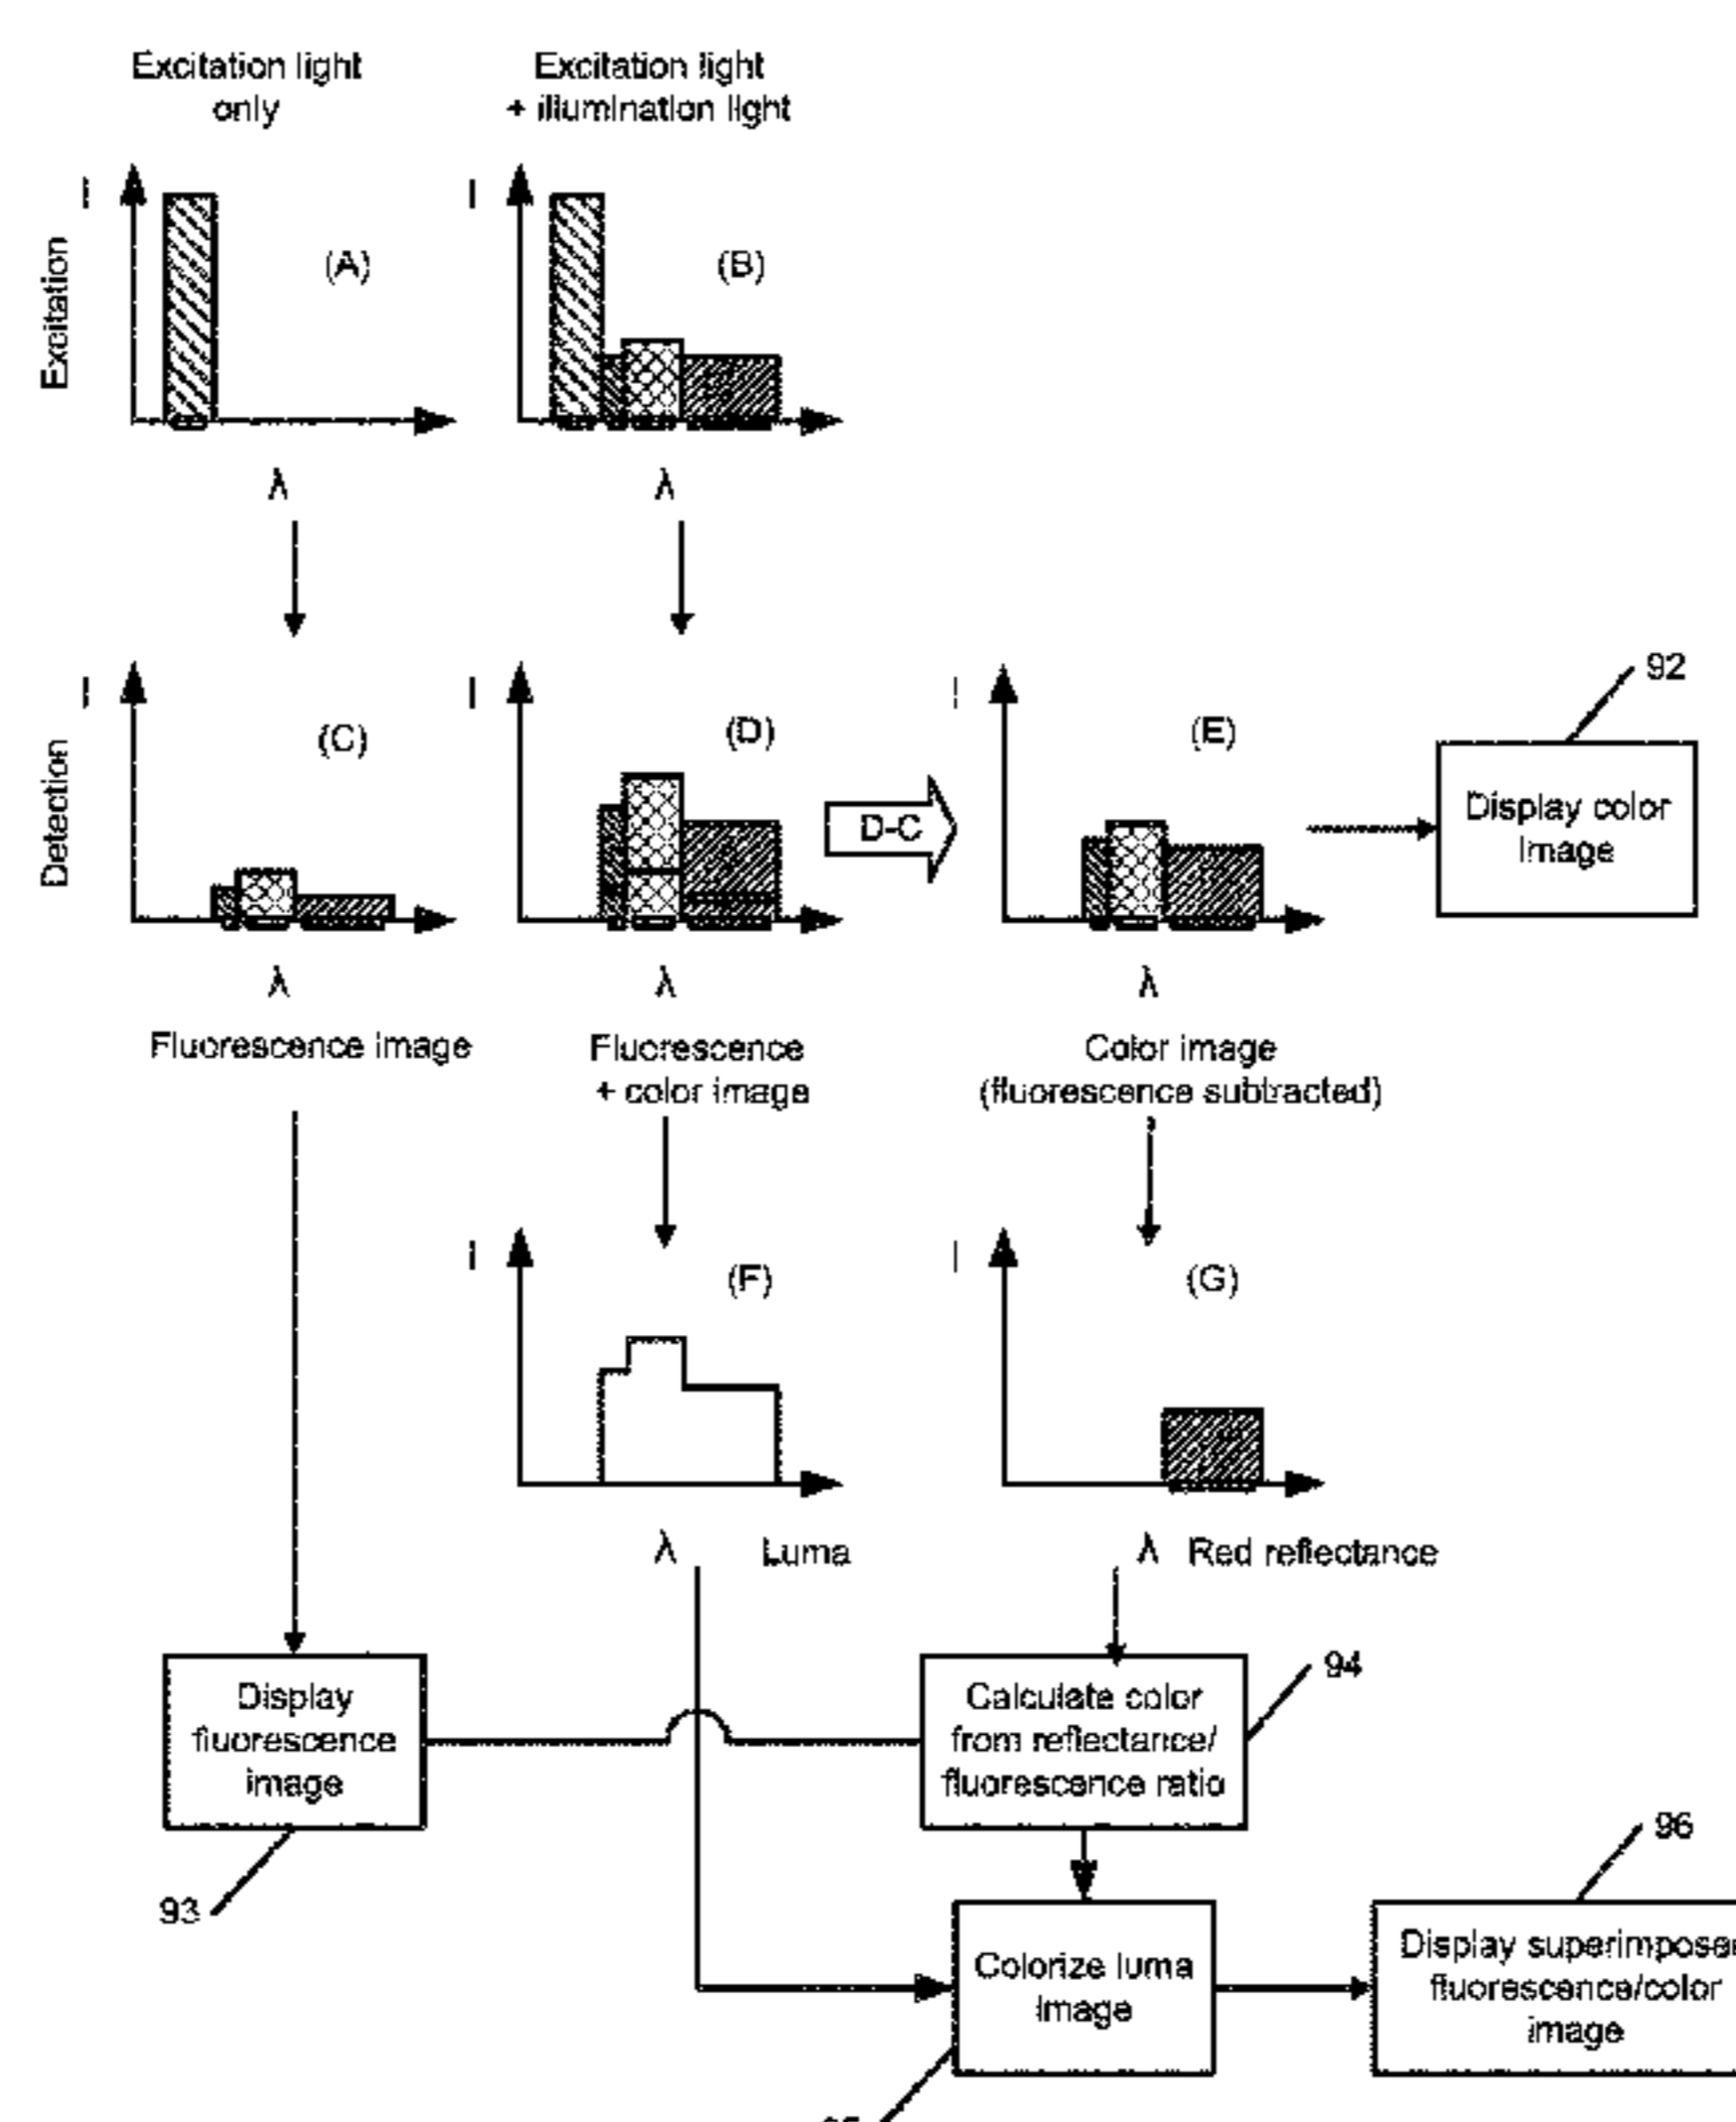 Excitation light
only
Excitation light
+ illumination light
I
I
Excitation
(A)
(B)
λ
λ
92
I
I
I
Detection
(C)
(D)
(E)
D-C
Display color
image
λ
λ
λ
Fluorescence image
Fluorescence
+ color image
Color image
(fluorescence subtracted)
I
I
(F)
(G)
λ
Luma
λ
Red reflectance
94
Display
fluorescence
image
Calculate color
from reflectance/
fluorescence ratio
93
96
Colorize luma
image
Display superimpose
fluorescence/color
image